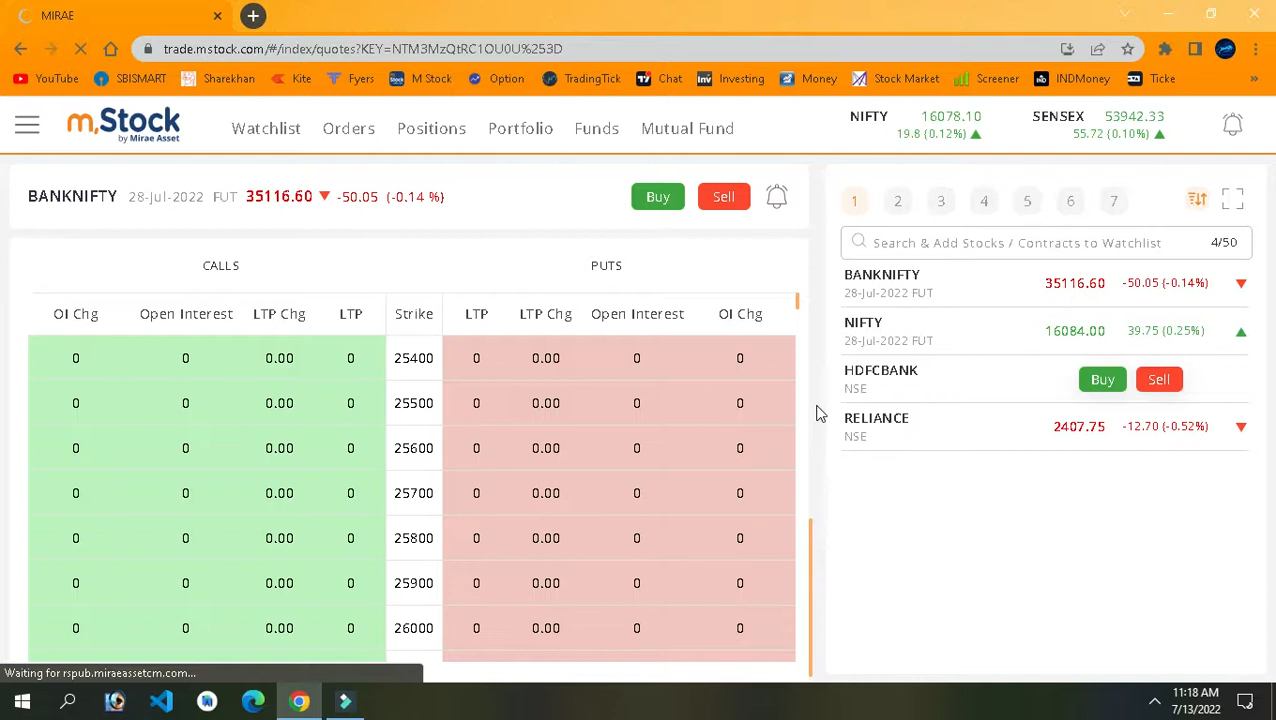 MIRAE
trade.mstock.com/#/index/quotes?KEY=NTM3MzQtRC1OU0U%253D
YouTube SBISMART Sharekhan Kite Fyers M Stock Option TradingTick Chat Investing Money Stock Market Screener INDMoney Ticke »
m.Stock
by Mirae Asset
Watchlist Orders Positions Portfolio Funds Mutual Fund
NIFTY 16078.10
19.8 (0.12%)
SENSEX 53942.33
55.72 (0.10%)
BANKNIFTY 28-Jul-2022 FUT 35116.60 -50.05 (-0.14 %) Buy Sell
CALLS PUTS
OI Chg Open Interest LTP Chg LTP Strike LTP LTP Chg Open Interest OI Chg
0 0 0.00 0 25400 0 0.00 0 0
0 0 0.00 0 25500 0 0.00 0 0
0 0 0.00 0 25600 0 0.00 0 0
0 0 0.00 0 25700 0 0.00 0 0
0 0 0.00 0 25800 0 0.00 0 0
0 0 0.00 0 25900 0 0.00 0 0
0 0 0.00 0 26000 0 0.00 0 0
1 2 3 4 5 6 7
Search & Add Stocks / Contracts to Watchlist 4/50
BANKNIFTY
28-Jul-2022 FUT
35116.60 -50.05 (-0.14%)
NIFTY
28-Jul-2022 FUT
16084.00 39.75 (0.25%)
HDFCBANK
NSE
Buy Sell
RELIANCE
NSE
2407.75 -12.70 (-0.52%)
Waiting for rspub.miraeassetcm.com...
11:18 AM
7/13/2022